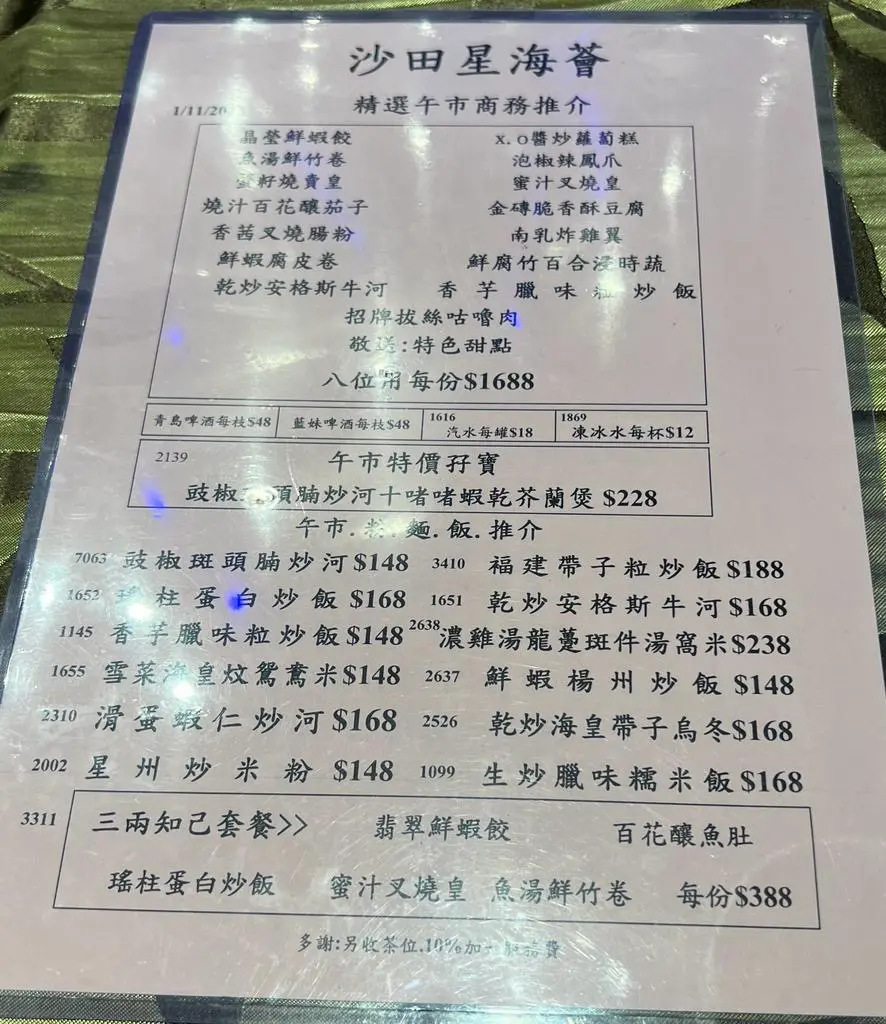 沙田星海薈
1/11/20 精選午市商務推介
晶瑩鮮蝦餃 X.O醬炒蘿蔔糕
魚湯鮮竹卷 泡椒辣鳳爪
籽燒賣皇 蜜汁叉燒皇
燒汁百花釀茄子 金磚脆香酥豆腐
香茜叉燒腸粉 南乳炸雞翼
鮮蝦腐皮卷 鮮腐竹百合浸時蔬
乾炒安格斯牛河 香芋臘味粒炒飯
招牌拔絲咕嚕肉
敬送:特色甜點
八位用每份$1688
青島啤酒每枝$48 藍妹啤酒每枝$48 1616 汽水每罐$18 1869 凍冰水每杯$12
2139 午市特價孖寶
豉椒 頭腩炒河十啫啫蝦乾芥蘭煲 $228
午市.粉.麵.飯.推介
7063 豉椒斑頭腩炒河$148 3410 福建帶子粒炒飯$188
1652 瑤柱蛋白炒飯$168 1651 乾炒安格斯牛河$168
1145 香芋臘味粒炒飯$148 2638 濃雞湯龍躉斑件湯窩米$238
1655 雪菜海皇炆鴛鴦米$148 2637 鮮蝦楊州炒飯$148
2310 滑蛋蝦仁炒河$168 2526 乾炒海皇帶子烏冬$168
2002 星州炒米粉 $148 1099 生炒臘味糯米飯$168
3311 三兩知己套餐>> 翡翠鮮蝦餃 百花釀魚肚
瑤柱蛋白炒飯 蜜汁叉燒皇 魚湯鮮竹卷 每份$388
多謝:另收茶位.10%加一服務費